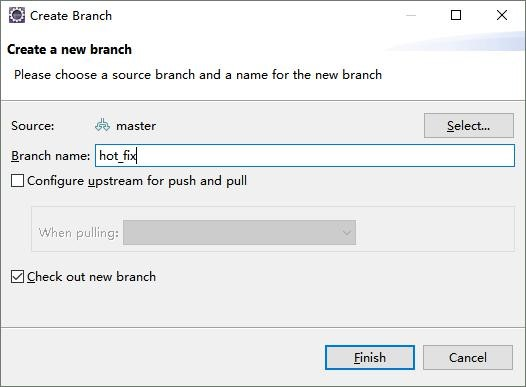 Create Branch
Create a new branch
Please choose a source branch and a name for the new branch
Source: master Select...
Branch name: hot_fix
Configure upstream for push and pull
When pulling:
Check out new branch
Finish Cancel